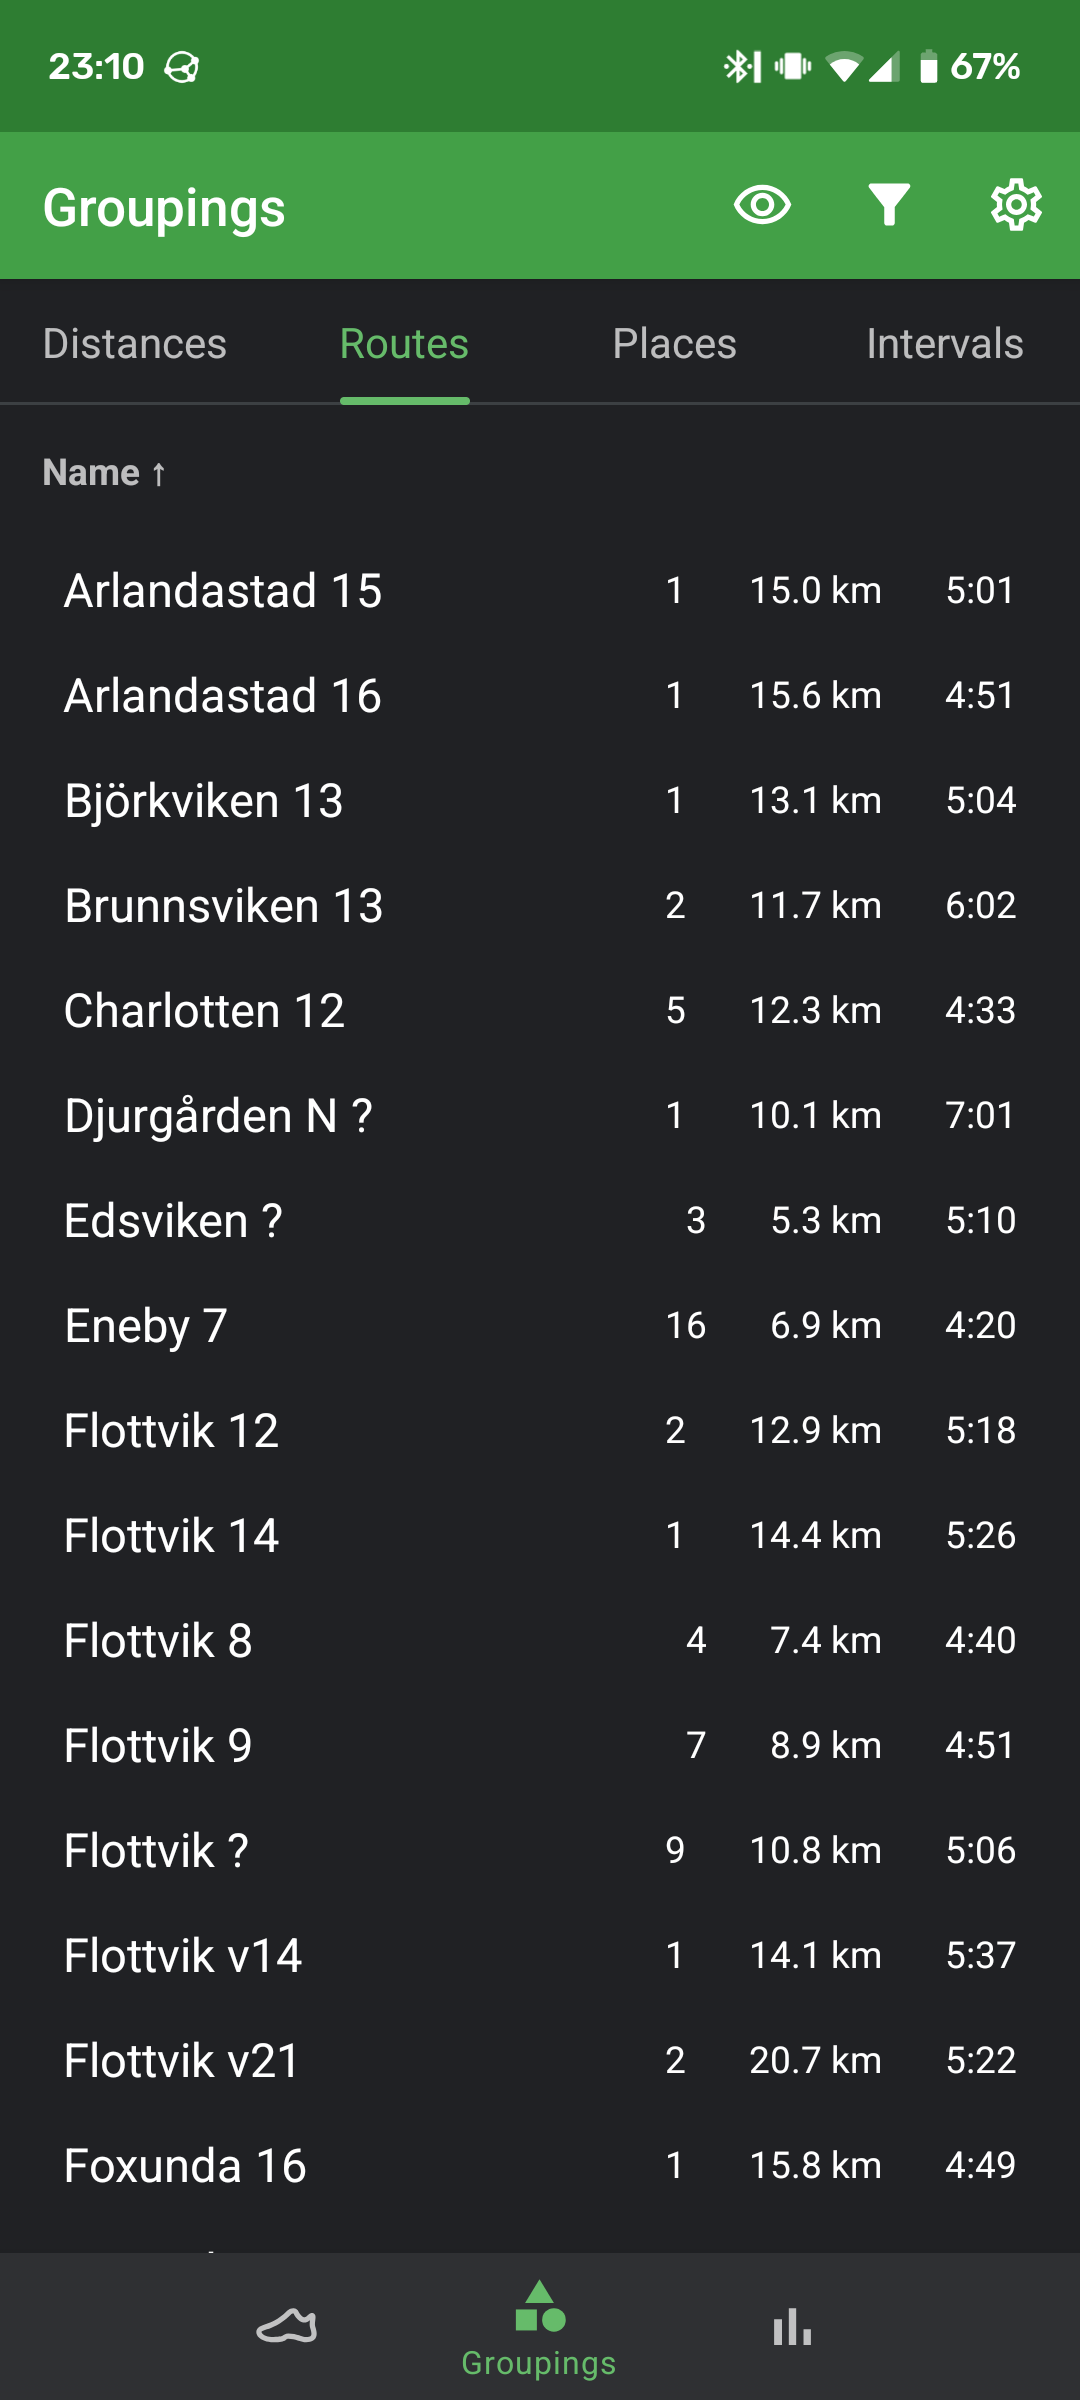 23:10 67%
Groupings
Distances Routes Places Intervals
Name ↑
Arlandastad 15 1 15.0 km 5:01
Arlandastad 16 1 15.6 km 4:51
Björkviken 13 1 13.1 km 5:04
Brunnsviken 13 2 11.7 km 6:02
Charlotten 12 5 12.3 km 4:33
Djurgården N ? 1 10.1 km 7:01
Edsviken ? 3 5.3 km 5:10
Eneby 7 16 6.9 km 4:20
Flottvik 12 2 12.9 km 5:18
Flottvik 14 1 14.4 km 5:26
Flottvik 8 4 7.4 km 4:40
Flottvik 9 7 8.9 km 4:51
Flottvik ? 9 10.8 km 5:06
Flottvik v14 1 14.1 km 5:37
Flottvik v21 2 20.7 km 5:22
Foxunda 16 1 15.8 km 4:49
Groupings